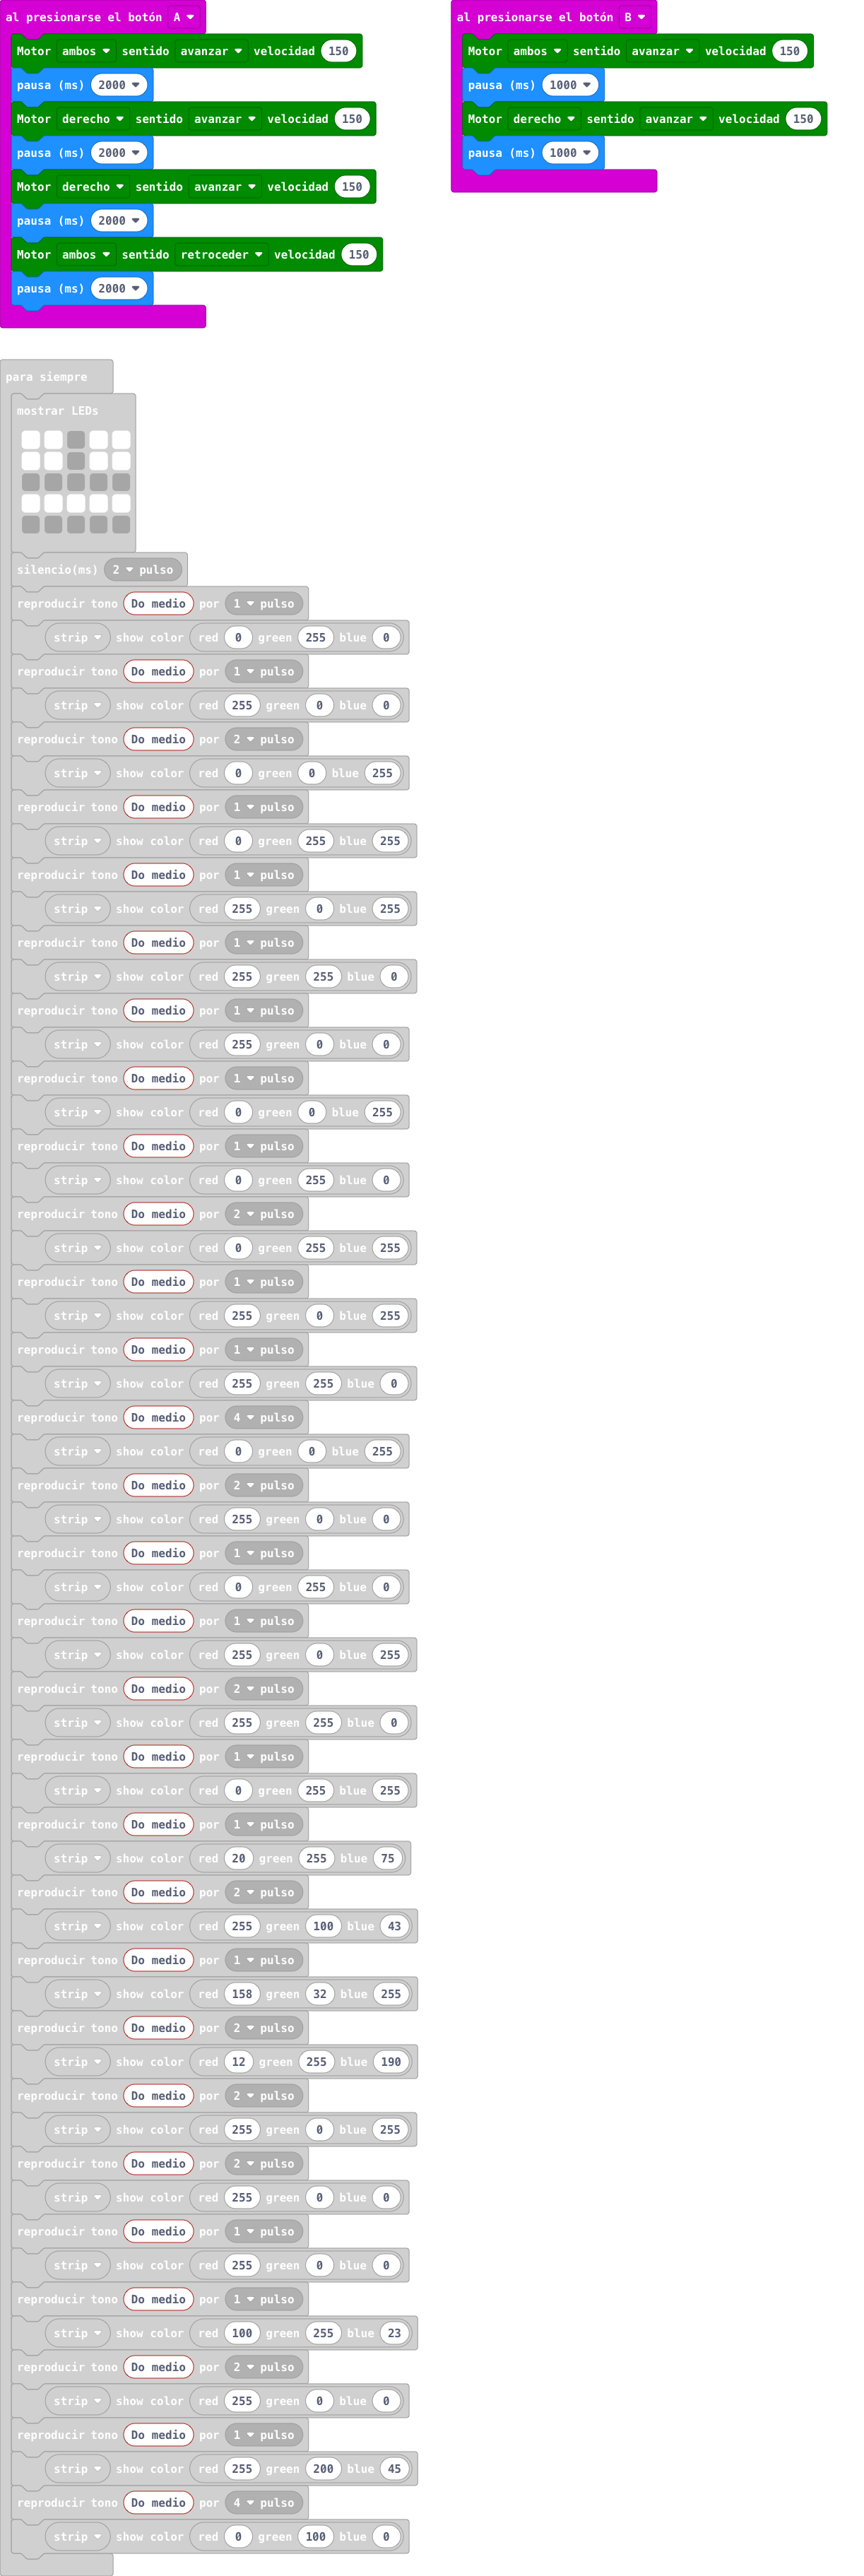 al presionarse el botón A
Motor ambos sentido avanzar velocidad 150
pausa (ms) 2000
Motor derecho sentido avanzar velocidad 150
pausa (ms) 2000
Motor derecho sentido avanzar velocidad 150
pausa (ms) 2000
Motor ambos sentido retroceder velocidad 150
pausa (ms) 2000
al presionarse el botón B
Motor ambos sentido avanzar velocidad 150
pausa (ms) 1000
Motor derecho sentido avanzar velocidad 150
pausa (ms) 1000
para siempre
mostrar LEDs
silencio(ms) 2 pulso
reproducir tono Do medio por 1 pulso
strip show color red 0 green 255 blue 0
reproducir tono Do medio por 1 pulso
strip show color red 255 green 0 blue 0
reproducir tono Do medio por 2 pulso
strip show color red 0 green 0 blue 255
reproducir tono Do medio por 1 pulso
strip show color red 0 green 255 blue 255
reproducir tono Do medio por 1 pulso
strip show color red 255 green 0 blue 255
reproducir tono Do medio por 1 pulso
strip show color red 255 green 255 blue 0
reproducir tono Do medio por 1 pulso
strip show color red 255 green 0 blue 0
reproducir tono Do medio por 1 pulso
strip show color red 0 green 0 blue 255
reproducir tono Do medio por 1 pulso
strip show color red 0 green 255 blue 0
reproducir tono Do medio por 2 pulso
strip show color red 0 green 255 blue 255
reproducir tono Do medio por 1 pulso
strip show color red 255 green 0 blue 255
reproducir tono Do medio por 1 pulso
strip show color red 255 green 255 blue 0
reproducir tono Do medio por 4 pulso
strip show color red 0 green 0 blue 255
reproducir tono Do medio por 2 pulso
strip show color red 255 green 0 blue 0
reproducir tono Do medio por 1 pulso
strip show color red 0 green 255 blue 0
reproducir tono Do medio por 1 pulso
strip show color red 255 green 0 blue 255
reproducir tono Do medio por 2 pulso
strip show color red 255 green 255 blue 0
reproducir tono Do medio por 1 pulso
strip show color red 0 green 255 blue 255
reproducir tono Do medio por 1 pulso
strip show color red 20 green 255 blue 75
reproducir tono Do medio por 2 pulso
strip show color red 255 green 100 blue 43
reproducir tono Do medio por 1 pulso
strip show color red 158 green 32 blue 255
reproducir tono Do medio por 2 pulso
strip show color red 12 green 255 blue 190
reproducir tono Do medio por 2 pulso
strip show color red 255 green 0 blue 255
reproducir tono Do medio por 2 pulso
strip show color red 255 green 0 blue 0
reproducir tono Do medio por 1 pulso
strip show color red 255 green 0 blue 0
reproducir tono Do medio por 1 pulso
strip show color red 100 green 255 blue 23
reproducir tono Do medio por 2 pulso
strip show color red 255 green 0 blue 0
reproducir tono Do medio por 1 pulso
strip show color red 255 green 200 blue 45
reproducir tono Do medio por 4 pulso
strip show color red 0 green 100 blue 0